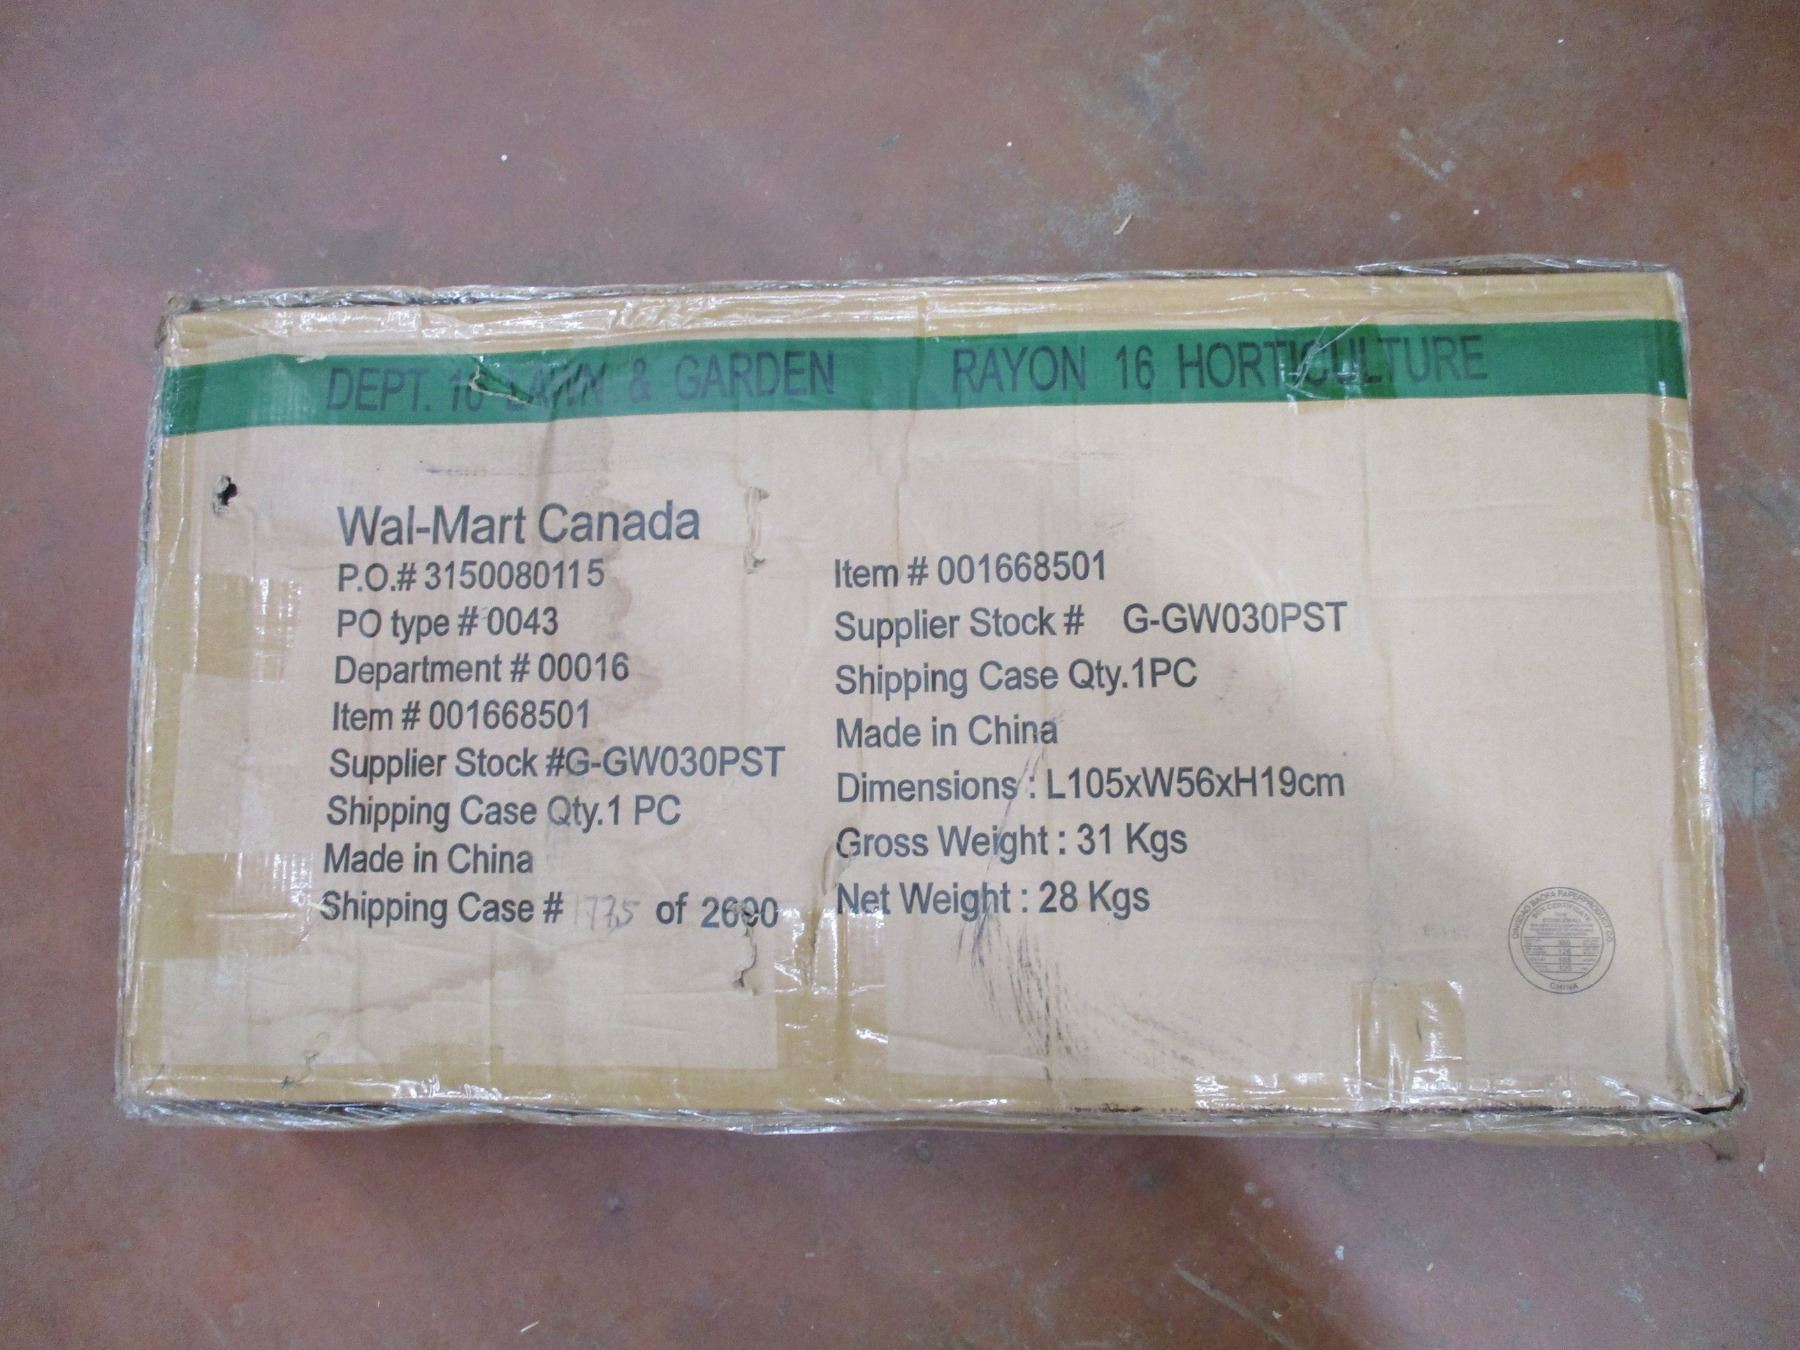 DEPT. 16 LAWN & GARDEN RAYON 16 HORTICULTURE
Wal-Mart Canada
P.O.# 3150080115
PO type # 0043
Department # 00016
Item # 001668501
Supplier Stock #G-GW030PST
Shipping Case Qty.1 PC
Made in China
Shipping Case # 1775 of 2690
Item # 001668501
Supplier Stock # G-GW030PST
Shipping Case Qty.1PC
Made in China
Dimensions : L105xW56xH19cm
Gross Weight : 31 Kgs
Net Weight : 28 Kgs
CHINA